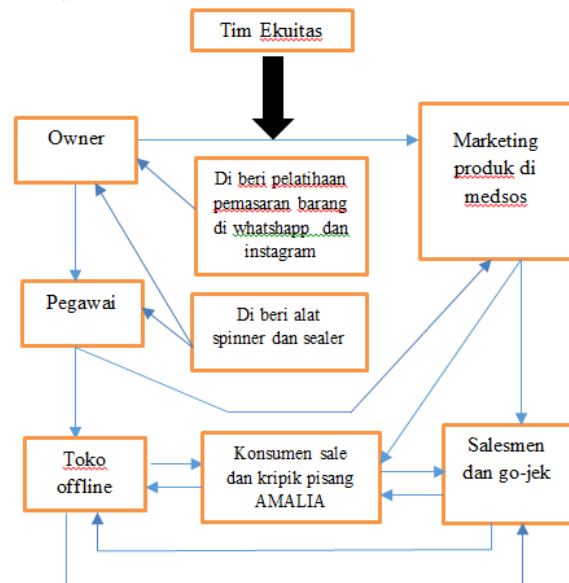 Tim Ekuitas
Owner
Marketing
produk di
medsos
Di beri pelatihaan
pemasaran barang
di whatshapp dan
instagram
Pegawai
Di beri alat
spinner dan sealer
Toko
offline
Konsumen sale
dan kripik pisang
AMALIA
Salesmen
dan go-jek